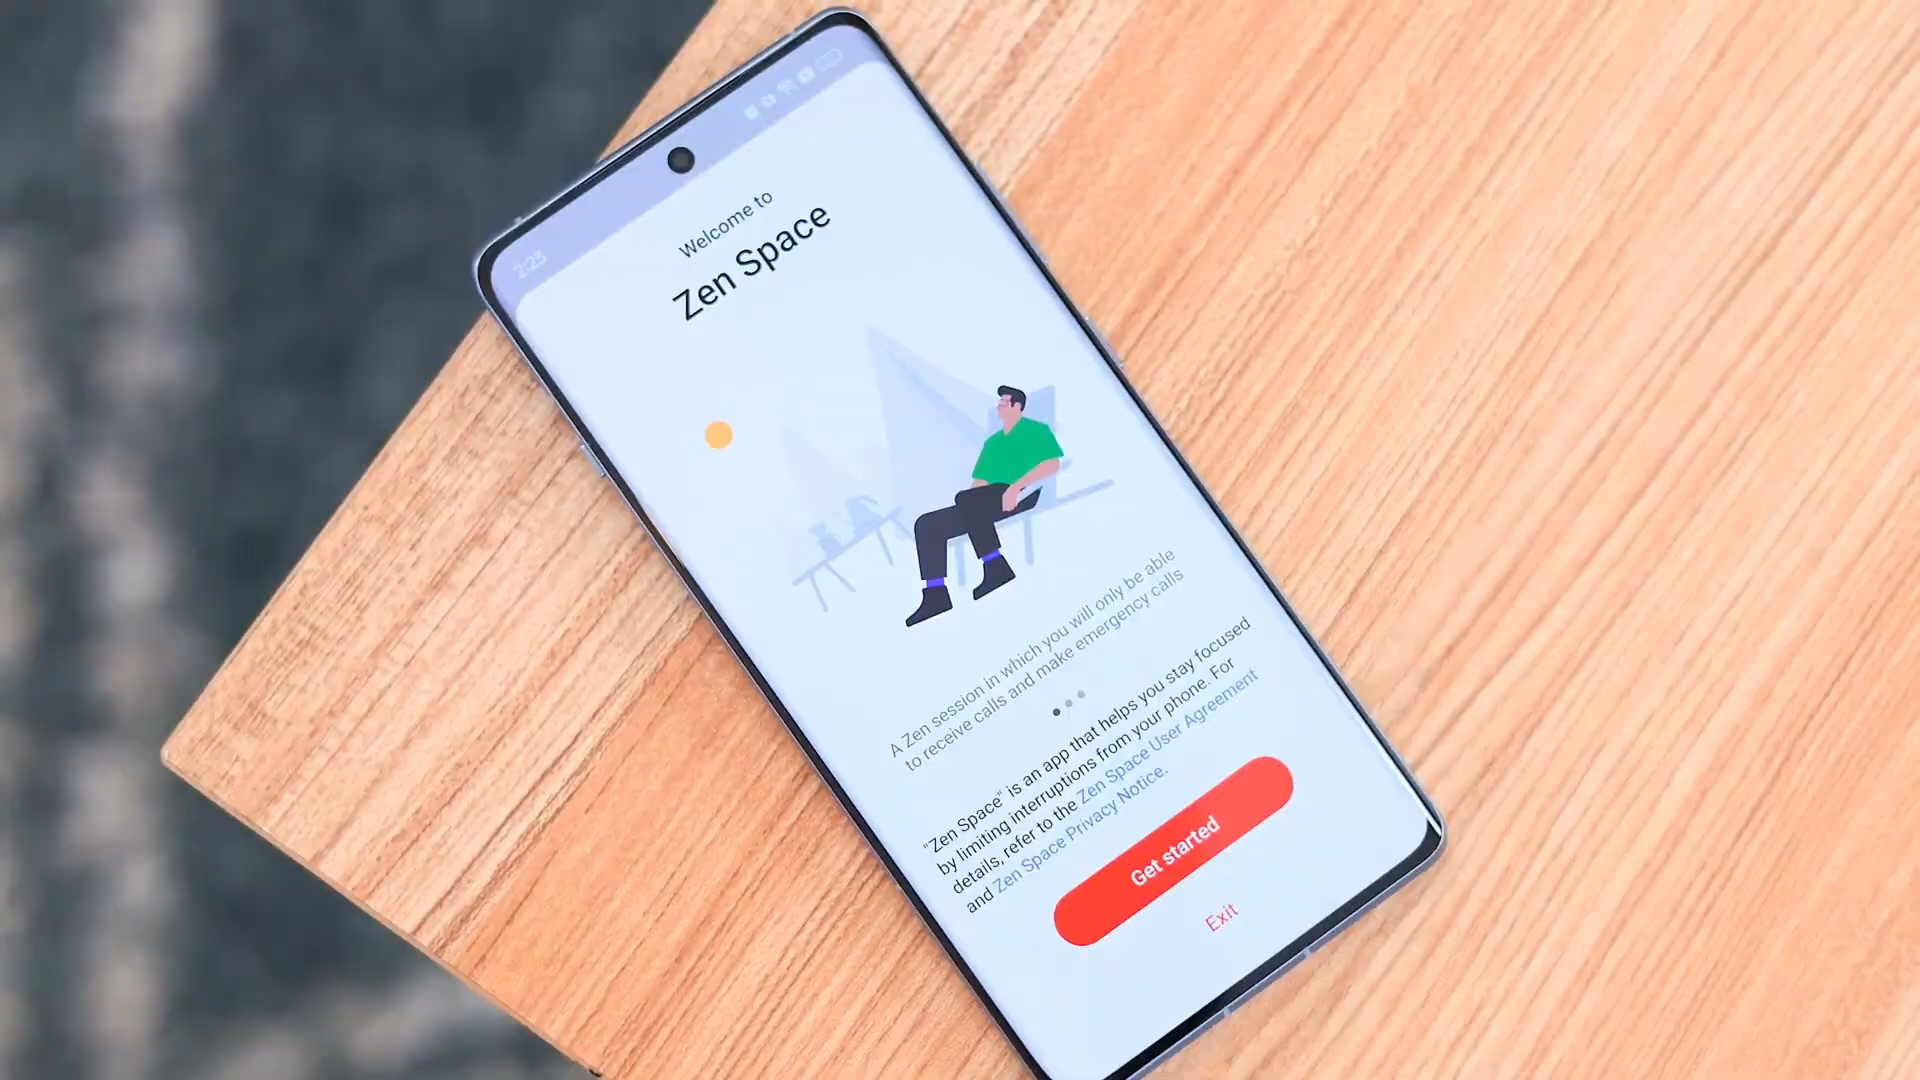 2:23
Welcome to
Zen Space
A Zen session in which you will only be able
to receive calls and make emergency calls
"Zen Space" is an app that helps you stay focused
by limiting interruptions from your phone. For
details, refer to the Zen Space User Agreement
and Zen Space Privacy Notice.
Get started
Exit